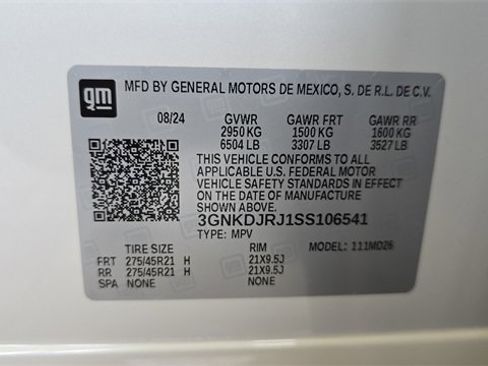 gm
MFD BY GENERAL MOTORS DE MEXICO, S. DE R.L. DE C.V.
08/24 GVWR GAWR FRT GAWR RR
2950 KG 1500 KG 1600 KG
6504 LB 3307 LB 3527 LB
THIS VEHICLE CONFORMS TO ALL
APPLICABLE U.S. FEDERAL MOTOR
VEHICLE SAFETY STANDARDS IN EFFECT
ON THE DATE OF MANUFACTURE
SHOWN ABOVE.
3GNKDJRJ1SS106541
TYPE: MPV MODEL: 111MD26
TIRE SIZE RIM
FRT 275/45R21 H 21X9.5J
RR 275/45R21 H 21X9.5J
SPA NONE NONE